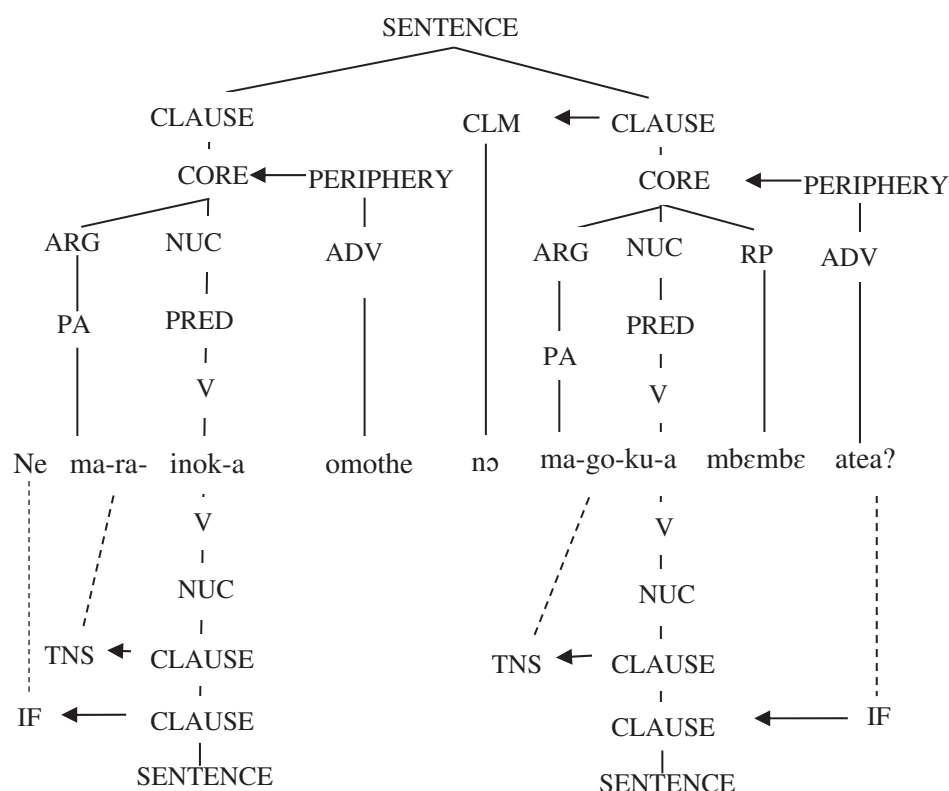 SENTENCE
CLAUSE CLM CLAUSE
CORE PERIPHERY CORE PERIPHERY
ARG NUC ADV ARG NUC RP ADV
PA PRED PRED
PA
V V
Ne ma-ra- inok-a omothe nɔ ma-go-ku-a mbɛmbɛ atea?
V V
NUC NUC
TNS CLAUSE TNS CLAUSE
IF CLAUSE CLAUSE IF
SENTENCE SENTENCE